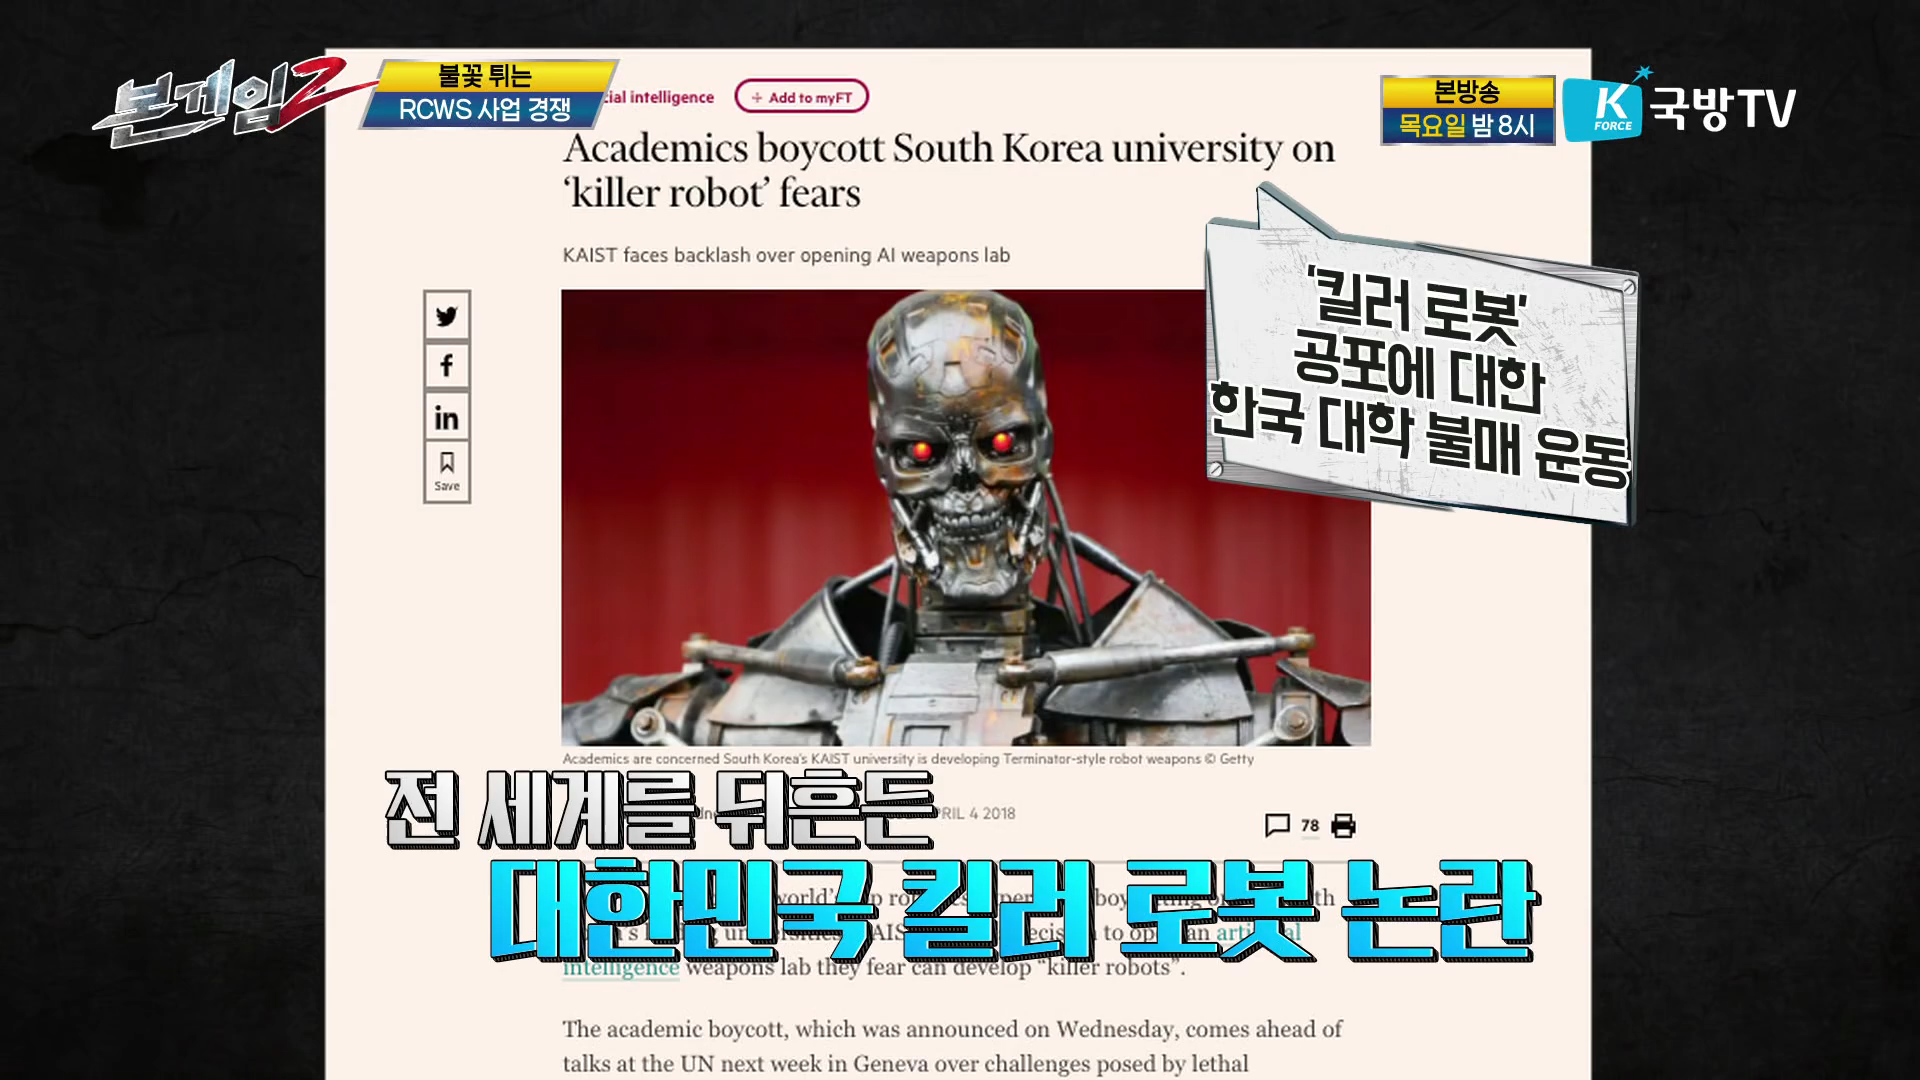 본게임2
불꽃 튀는
RCWS 사업 경쟁
본방송
목요일 밤 8시
K
FORCE
국방TV
cial intelligence
+ Add to myFT
Academics boycott South Korea university on
‘killer robot’ fears
KAIST faces backlash over opening AI weapons lab
‘킬러 로봇’
공포에 대한
한국 대학 불매 운동
Save
Academics are concerned South Korea's KAIST university is developing Terminator-style robot weapons © Getty
전 세계를 뒤흔든
APRIL 4 2018
78
대한민국 킬러 로봇 논란
to an
intelligence weapons lab they fear can develop “killer robots”.
The academic boycott, which was announced on Wednesday, comes ahead of
talks at the UN next week in Geneva over challenges posed by lethal